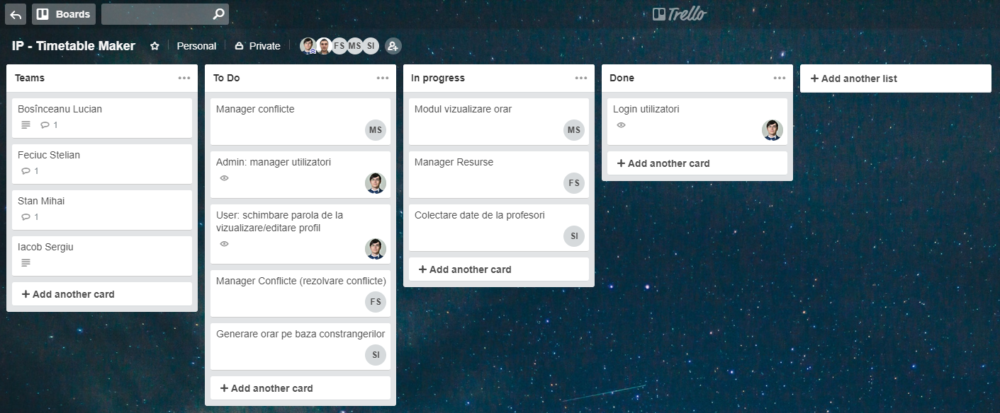 Boards
Trello
IP - Timetable Maker
Personal
Private
FS
MS
SI
Teams
Bosînceanu Lucian
1
Feciuc Stelian
1
Stan Mihai
1
Iacob Sergiu
+ Add another card
To Do
Manager conflicte
MS
Admin: manager utilizatori
User: schimbare parola de la
vizualizare/editare profil
Manager Conflicte (rezolvare conflicte)
FS
Generare orar pe baza constrangerilor
SI
+ Add another card
In progress
Modul vizualizare orar
MS
Manager Resurse
FS
Colectare date de la profesori
SI
+ Add another card
Done
Login utilizatori
+ Add another card
+ Add another list